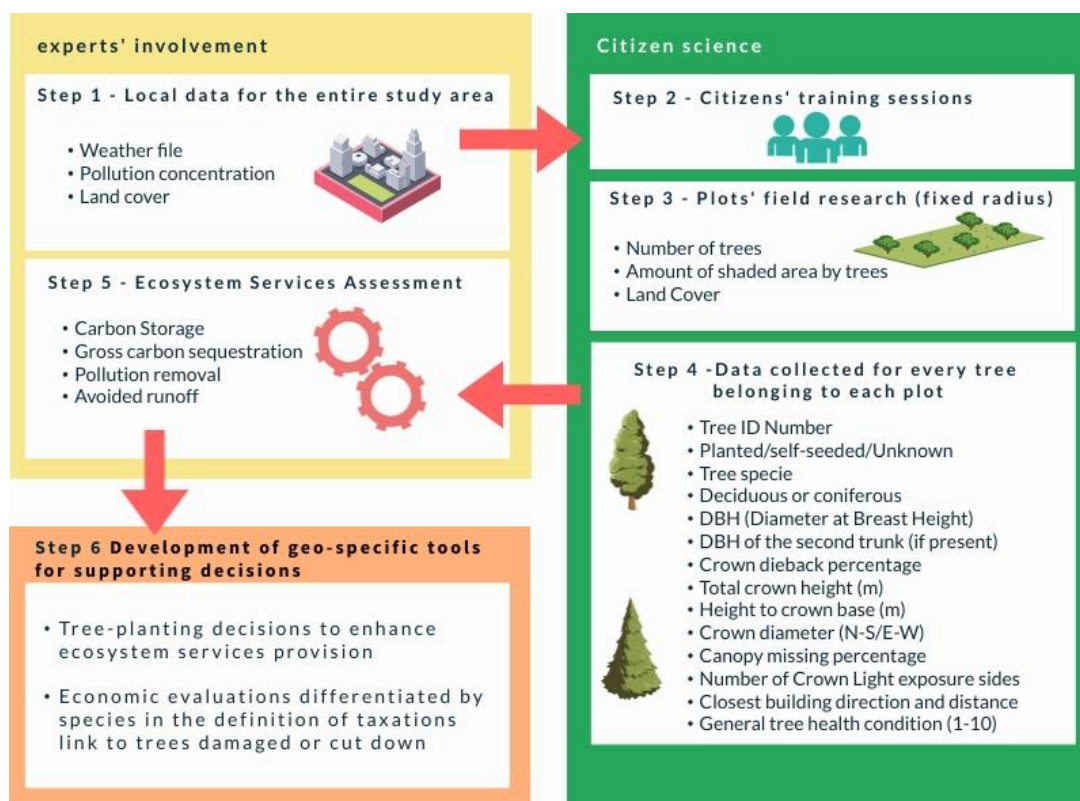 experts' involvement
Step 1 - Local data for the entire study area
• Weather file
• Pollution concentration
• Land cover
Citizen science
Step 2 - Citizens' training sessions
Step 3 - Plots' field research (fixed radius)
• Number of trees
• Amount of shaded area by trees
• Land Cover
Step 4 -Data collected for every tree
belonging to each plot
• Tree ID Number
• Planted/self-seeded/Unknown
• Tree specie
• Deciduous or coniferous
• DBH (Diameter at Breast Height)
• DBH of the second trunk (if present)
• Crown dieback percentage
• Total crown height (m)
• Height to crown base (m)
• Crown diameter (N-S/E-W)
• Canopy missing percentage
• Number of Crown Light exposure sides
• Closest building direction and distance
• General tree health condition (1-10)
Step 5 - Ecosystem Services Assessment
• Carbon Storage
• Gross carbon sequestration
• Pollution removal
• Avoided runoff
Step 6 Development of geo-specific tools
for supporting decisions
• Tree-planting decisions to enhance
ecosystem services provision
• Economic evaluations differentiated by
species in the definition of taxations
link to trees damaged or cut down